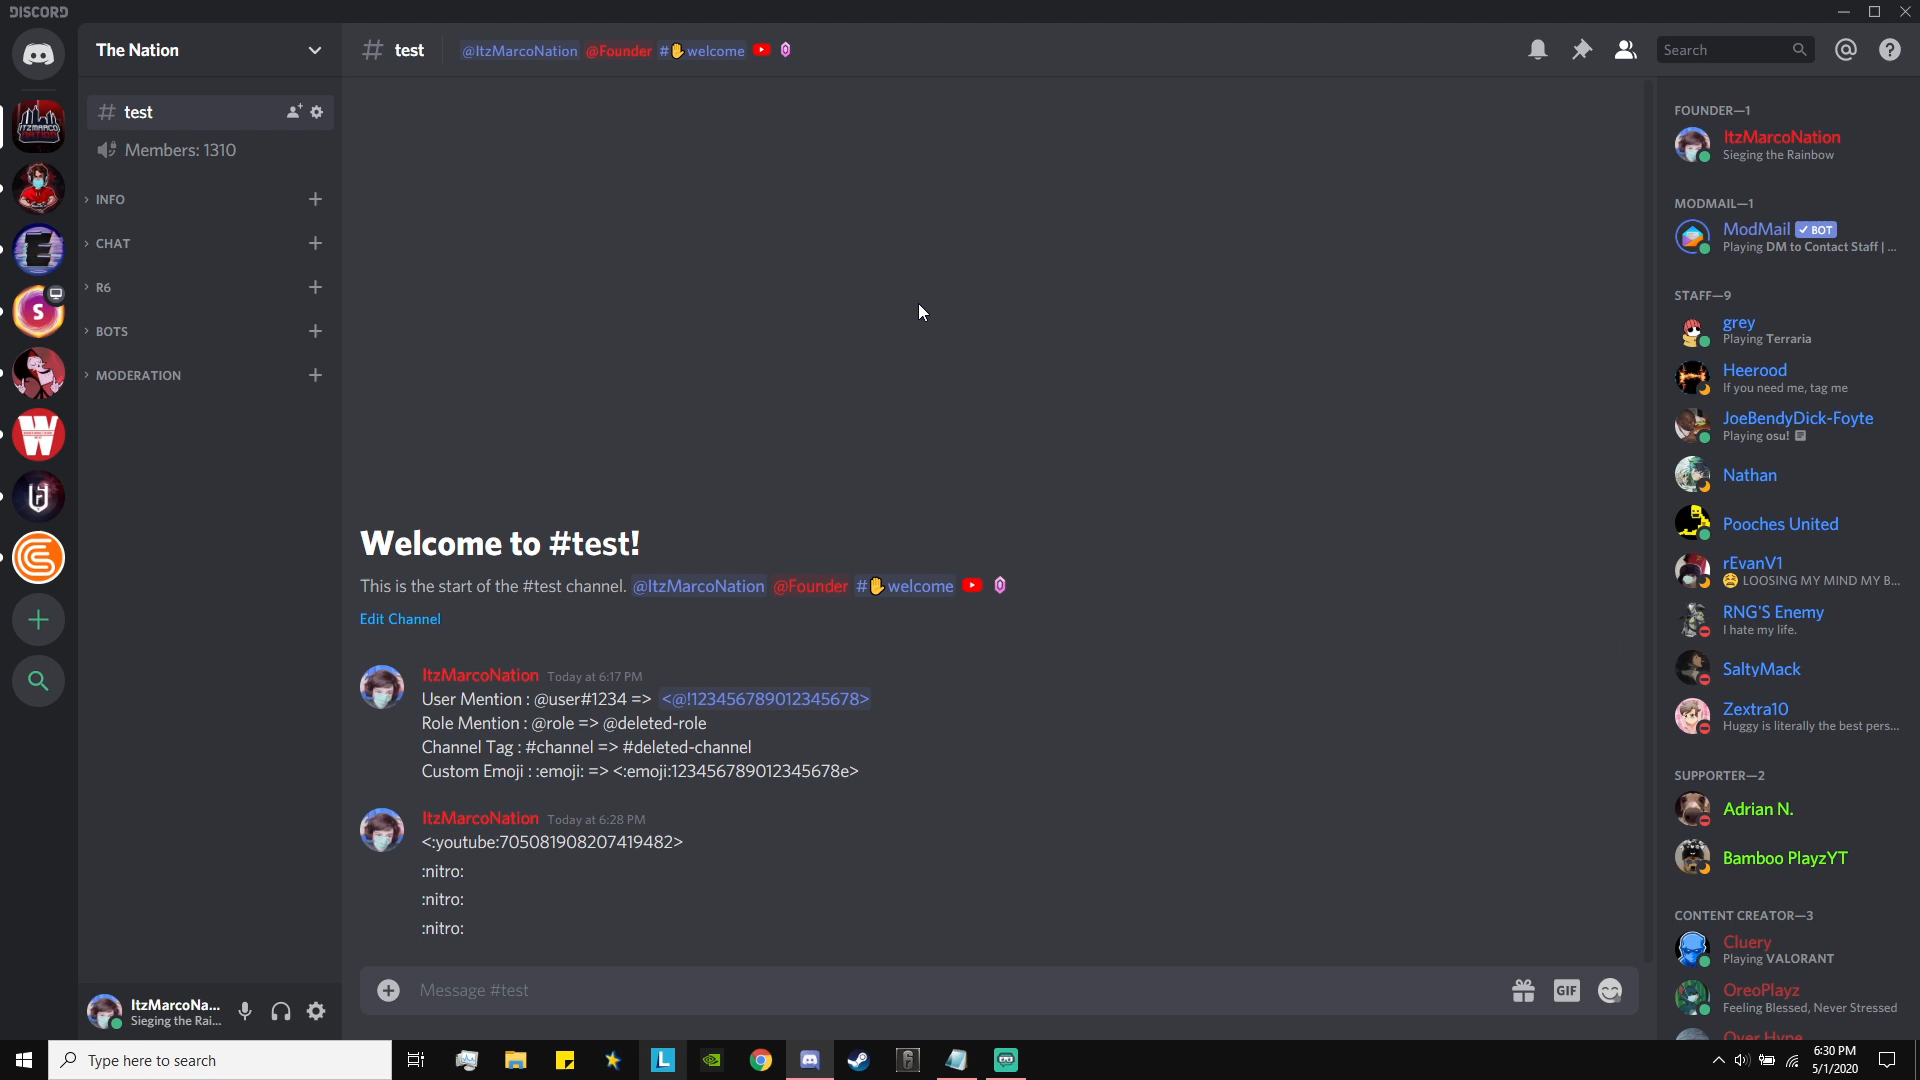 DISCORD
The Nation
test
Members: 1310
INFO
CHAT
R6
BOTS
MODERATION
ItzMarcoNa...
Sieging the Rai...
# test @ItzMarcoNation @Founder #✋welcome
Search
Welcome to #test!
This is the start of the #test channel. @ItzMarcoNation @Founder #✋welcome
Edit Channel
ItzMarcoNation Today at 6:17 PM
User Mention : @user#1234 => <@!123456789012345678>
Role Mention : @role => @deleted-role
Channel Tag : #channel => #deleted-channel
Custom Emoji : :emoji: => <:emoji:123456789012345678e>
ItzMarcoNation Today at 6:28 PM
<:youtube:705081908207419482>
:nitro:
:nitro:
:nitro:
Message #test
GIF
FOUNDER—1
ItzMarcoNation
Sieging the Rainbow
MODMAIL—1
ModMail ✓ BOT
Playing DM to Contact Staff | ...
STAFF—9
grey
Playing Terraria
Heerood
If you need me, tag me
JoeBendyDick-Foyte
Playing osu!
Nathan
Pooches United
rEvanV1
LOOSING MY MIND MY B...
RNG'S Enemy
I hate my life.
SaltyMack
Zextra10
Huggy is literally the best pers...
SUPPORTER—2
Adrian N.
Bamboo PlayzYT
CONTENT CREATOR—3
Cluery
Playing VALORANT
OreoPlayz
Feeling Blessed, Never Stressed
Over Hype
Type here to search
6:30 PM
5/1/2020